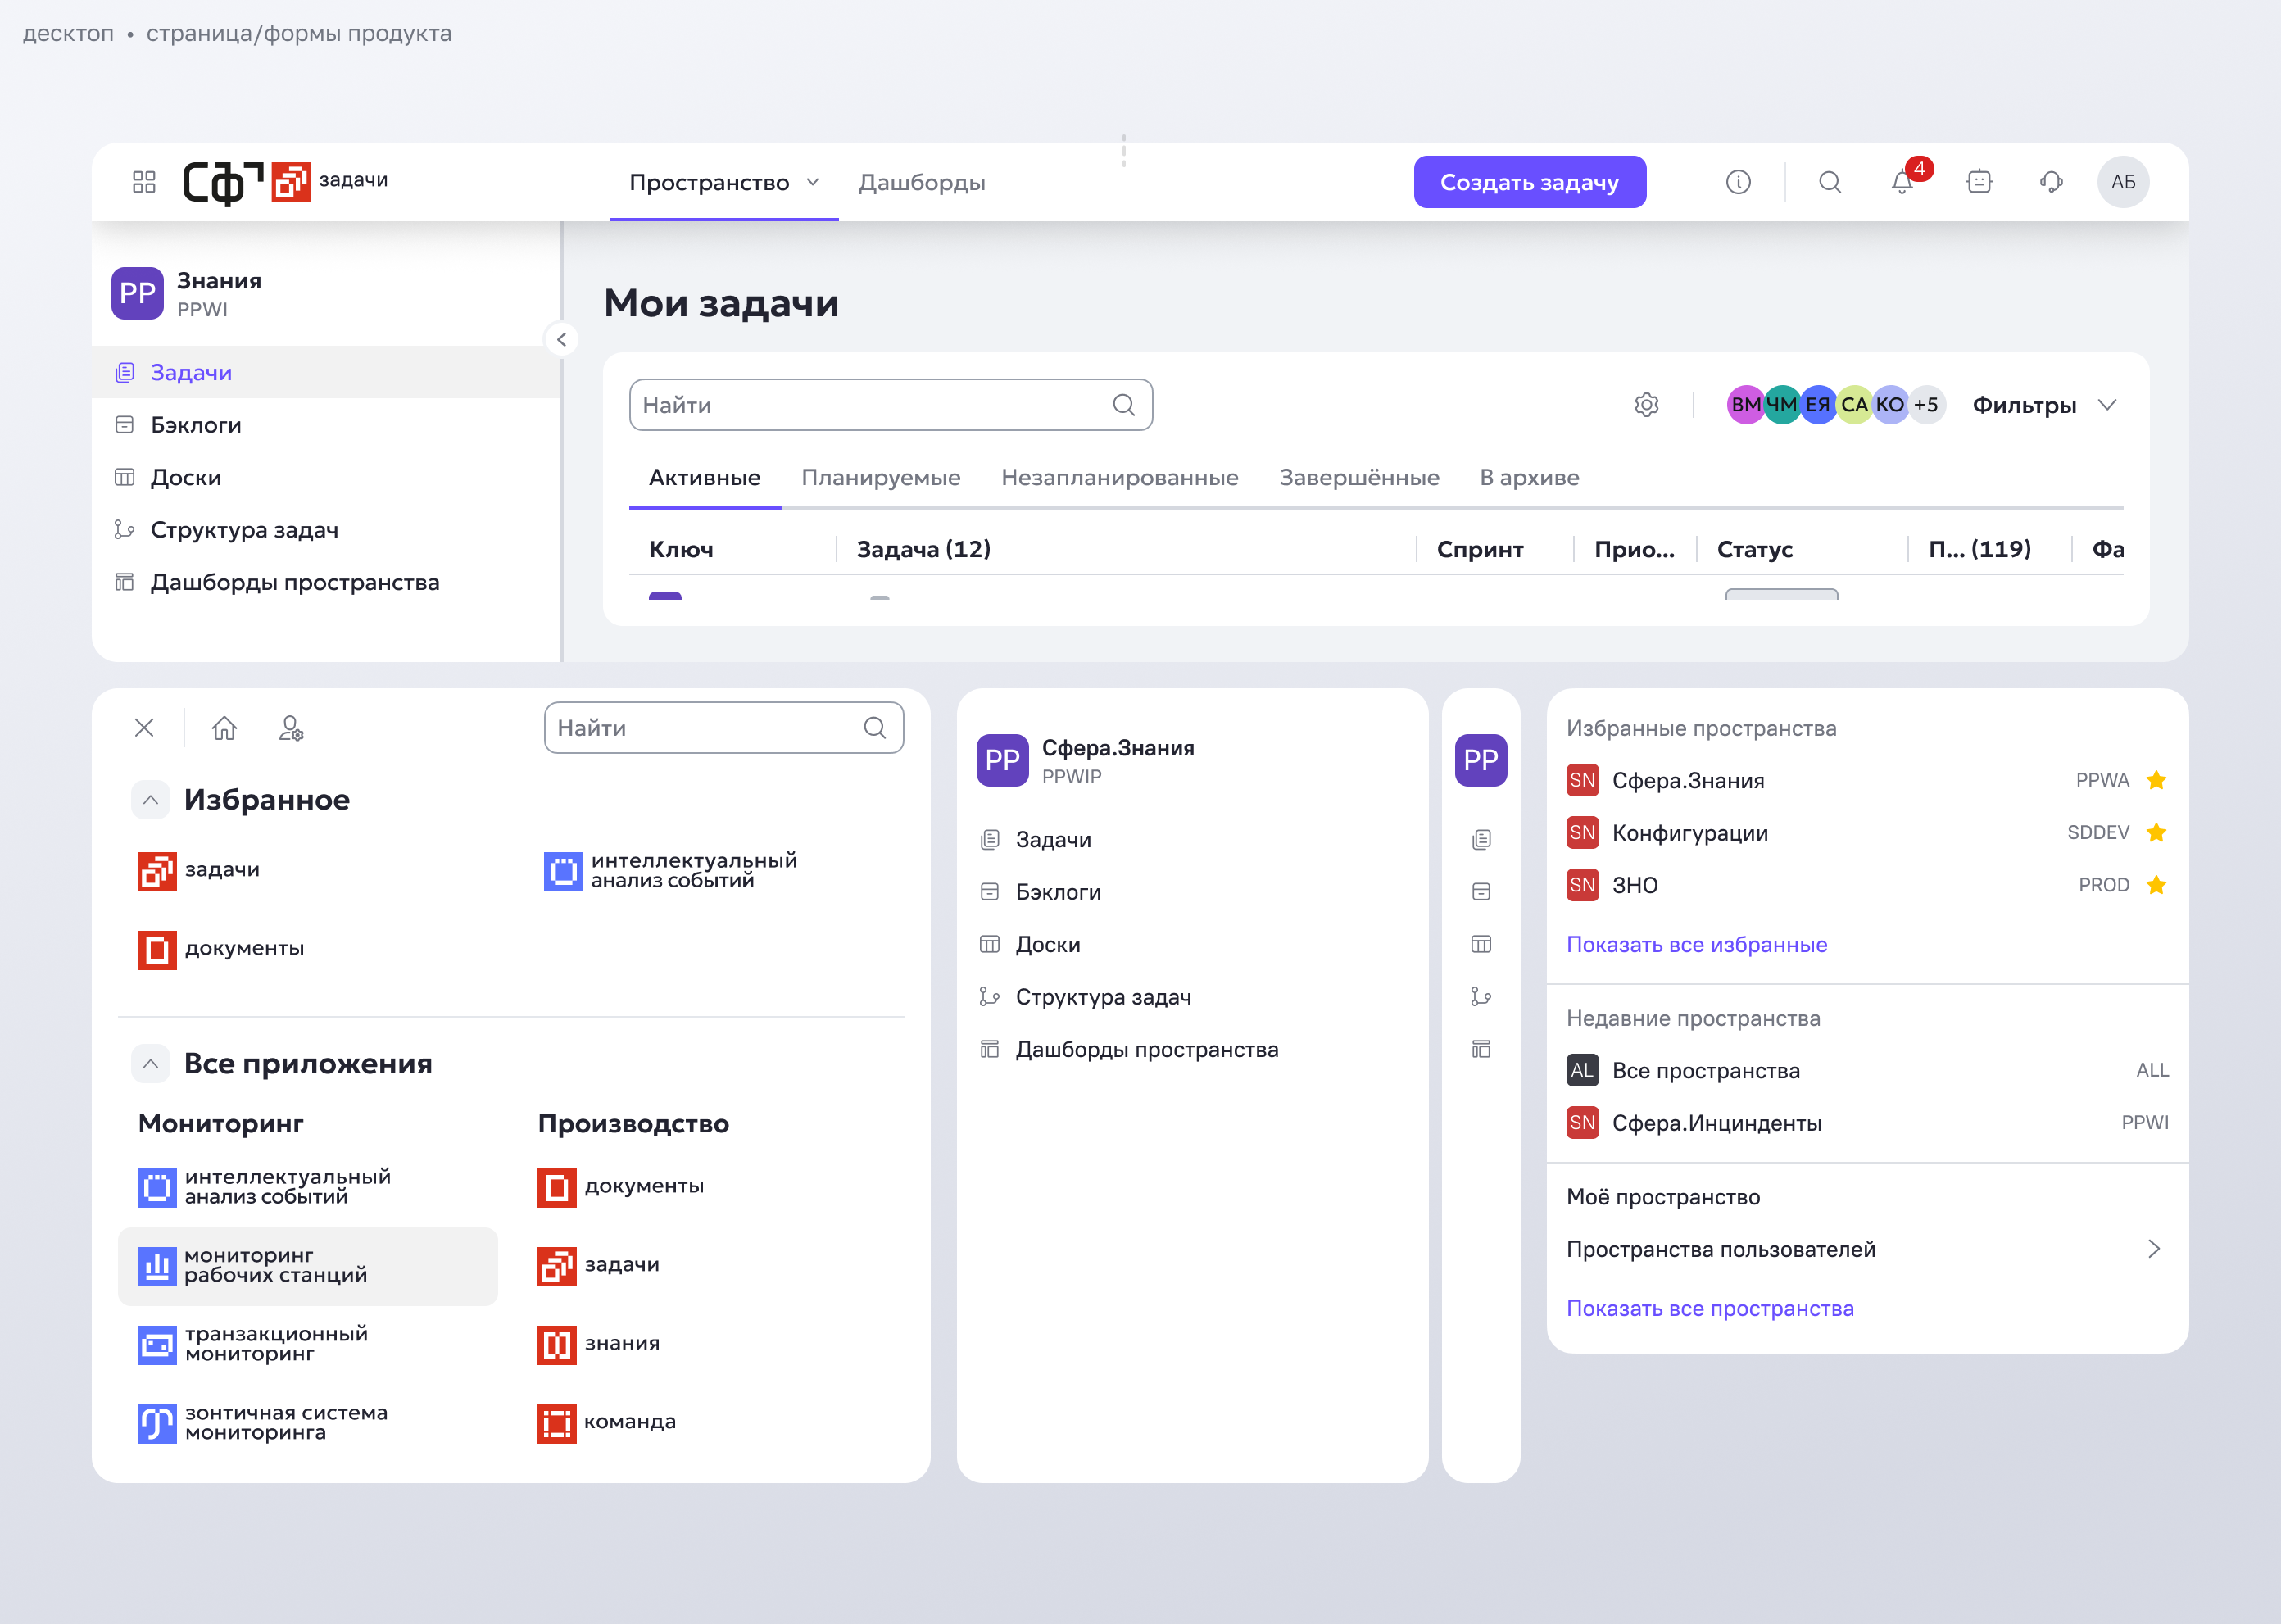 десктоп • страница/формы продукта
сф задачи
Пространство
Дашборды
Создать задачу
4
АБ
PP
Знания
PPWI
Задачи
Бэклоги
Доски
Структура задач
Дашборды пространства
Мои задачи
Найти
ВМ ЧМ ЕЯ СА КО +5
Фильтры
Активные Планируемые Незапланированные Завершённые В архиве
Ключ Задача (12) Спринт Прио... Статус П... (119) Фа
Найти
Избранное
задачи
интеллектуальный
анализ событий
документы
Все приложения
Мониторинг
интеллектуальный
анализ событий
мониторинг
рабочих станций
транзакционный
мониторинг
зонтичная система
мониторинга
Производство
документы
задачи
знания
команда
PP
Сфера.Знания
PPWIP
Задачи
Бэклоги
Доски
Структура задач
Дашборды пространства
PP
Избранные пространства
SN Сфера.Знания PPWA
SN Конфигурации SDDEV
SN ЗНО PROD
Показать все избранные
Недавние пространства
AL Все пространства ALL
SN Сфера.Инцинденты PPWI
Моё пространство
Пространства пользователей
Показать все пространства